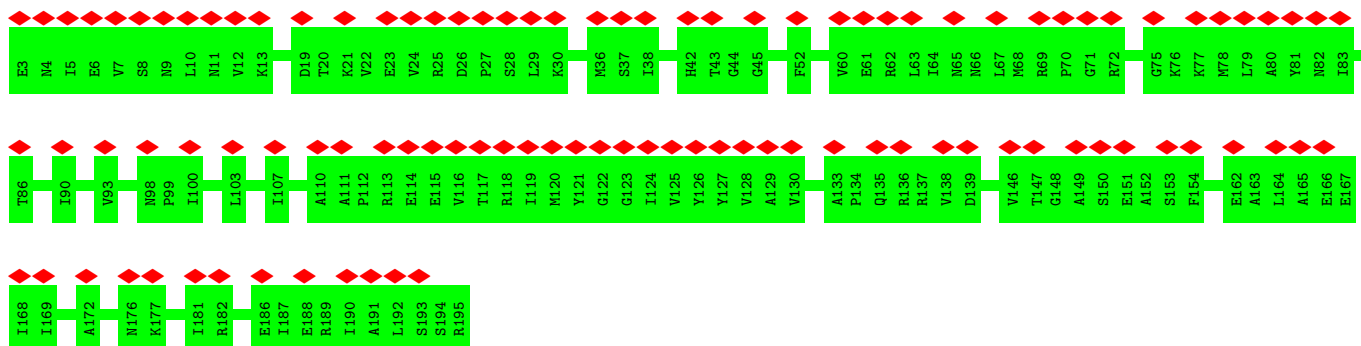 E3 N4 I5 E6 V7 S8 N9 L10 N11 V12 K13 D19 T20 K21 V22 E23 V24 R25 D26 P27 S28 L29 K30 M36 S37 I38 H42 T43 G44 G45 F52 V60 E61 R62 L63 I64 N65 N66 L67 M68 R69 P70 G71 R72 G75 K76 K77 M78 L79 A80 Y81 N82 I83
T86 I90 V93 N98 P99 I100 L103 I107 A110 A111 P112 R113 E114 E115 V116 T117 R118 I119 M120 Y121 G122 G123 I124 V125 Y126 Y127 V128 A129 V130 A133 P134 Q135 R136 R137 V138 D139 V146 T147 G148 A149 S150 E151 A152 S153 F154 E162 A163 L164 A165 E166 E167
I168 I169 A172 N176 K177 I181 R182 E186 I187 E188 R189 I190 A191 L192 S193 S194 R195